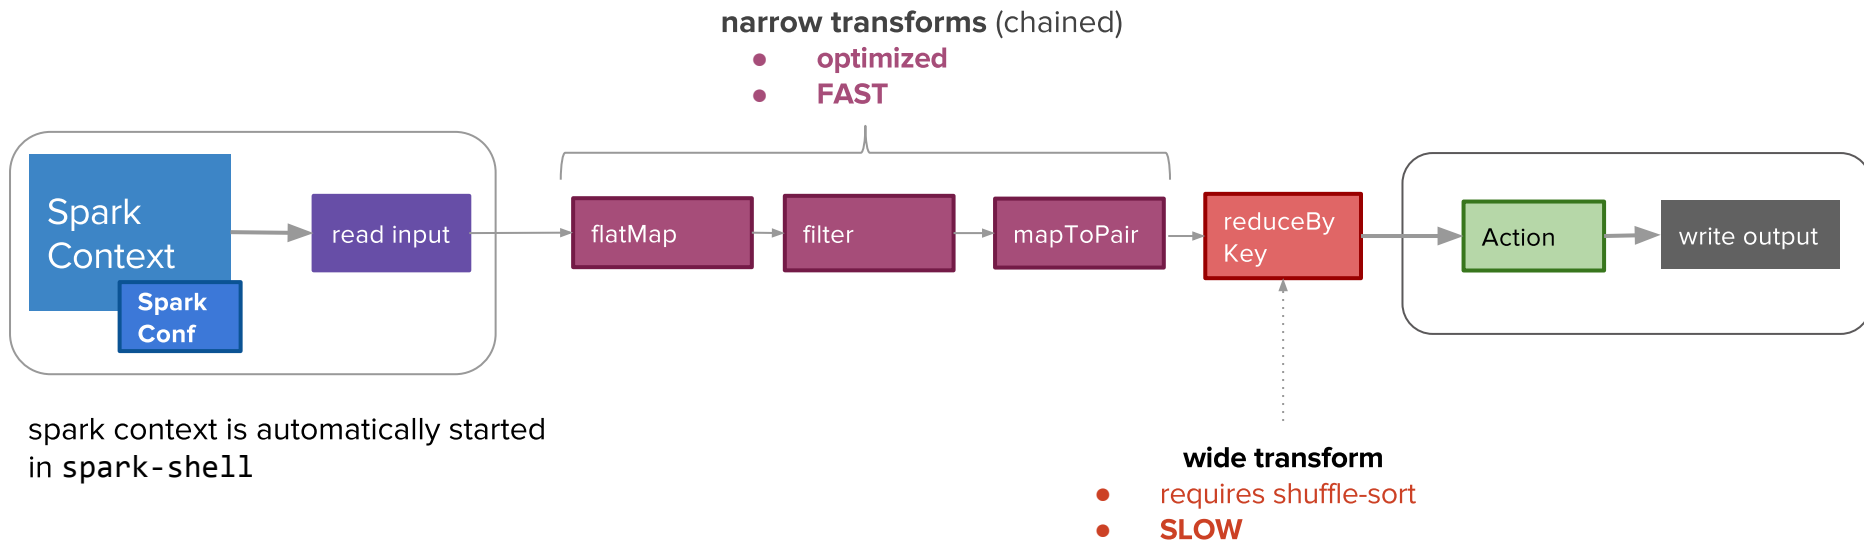 narrow transforms (chained)
● optimized
● FAST
Spark
Context
Spark
Conf
read input
flatMap
filter
mapToPair
reduceBy
Key
Action
write output
spark context is automatically started
in spark-shell
wide transform
● requires shuffle-sort
● SLOW